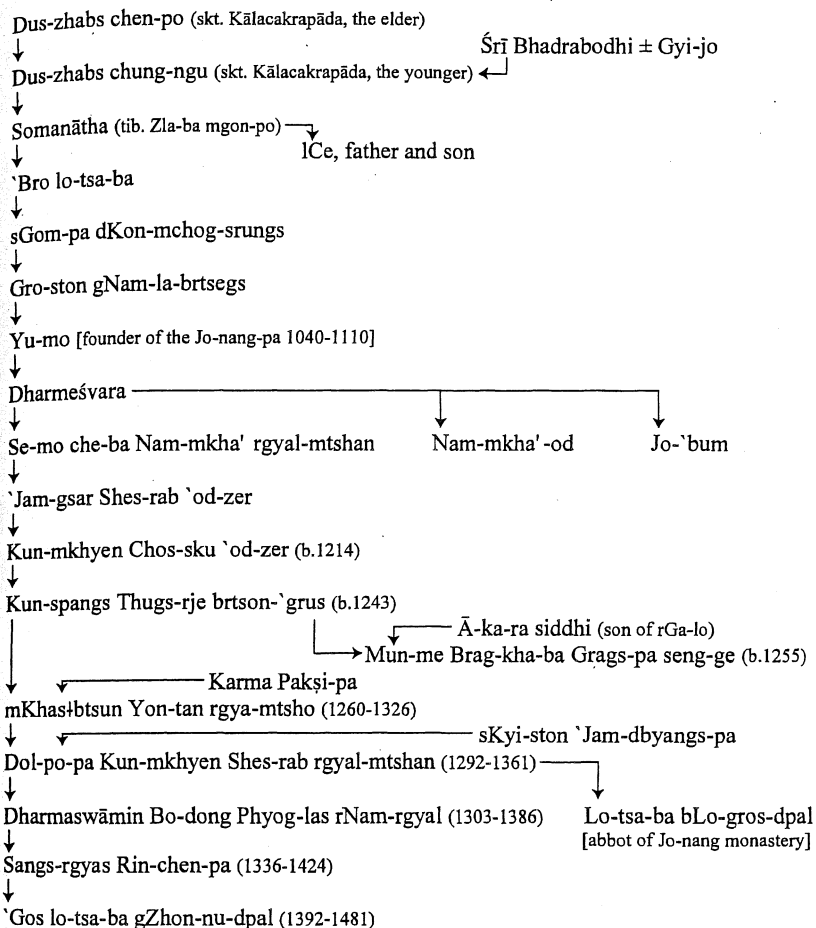 Dus-zhabs chen-po (skt. Kālacakrapāda, the elder)
Śrī Bhadrabodhi ± Gyi-jo
Dus-zhabs chung-ngu (skt. Kālacakrapāda, the younger)
Somanātha (tib. Zla-ba mgon-po)
lCe, father and son
`Bro lo-tsa-ba
sGom-pa dKon-mchog-srungs
Gro-ston gNam-la-brtsegs
Yu-mo [founder of the Jo-nang-pa 1040-1110]
Dharmeśvara
Se-mo che-ba Nam-mkha' rgyal-mtshan Nam-mkha'-od Jo-`bum
`Jam-gsar Shes-rab `od-zer
Kun-mkhyen Chos-sku `od-zer (b.1214)
Kun-spangs Thugs-rje brtson-`grus (b.1243)
Ā-ka-ra siddhi (son of rGa-lo)
Mun-me Brag-kha-ba Grags-pa seng-ge (b.1255)
Karma Pakṣi-pa
mKhas+btsun Yon-tan rgya-mtsho (1260-1326)
sKyi-ston `Jam-dbyangs-pa
Dol-po-pa Kun-mkhyen Shes-rab rgyal-mtshan (1292-1361)
Dharmaswāmin Bo-dong Phyog-las rNam-rgyal (1303-1386) Lo-tsa-ba bLo-gros-dpal
[abbot of Jo-nang monastery]
Sangs-rgyas Rin-chen-pa (1336-1424)
`Gos lo-tsa-ba gZhon-nu-dpal (1392-1481)